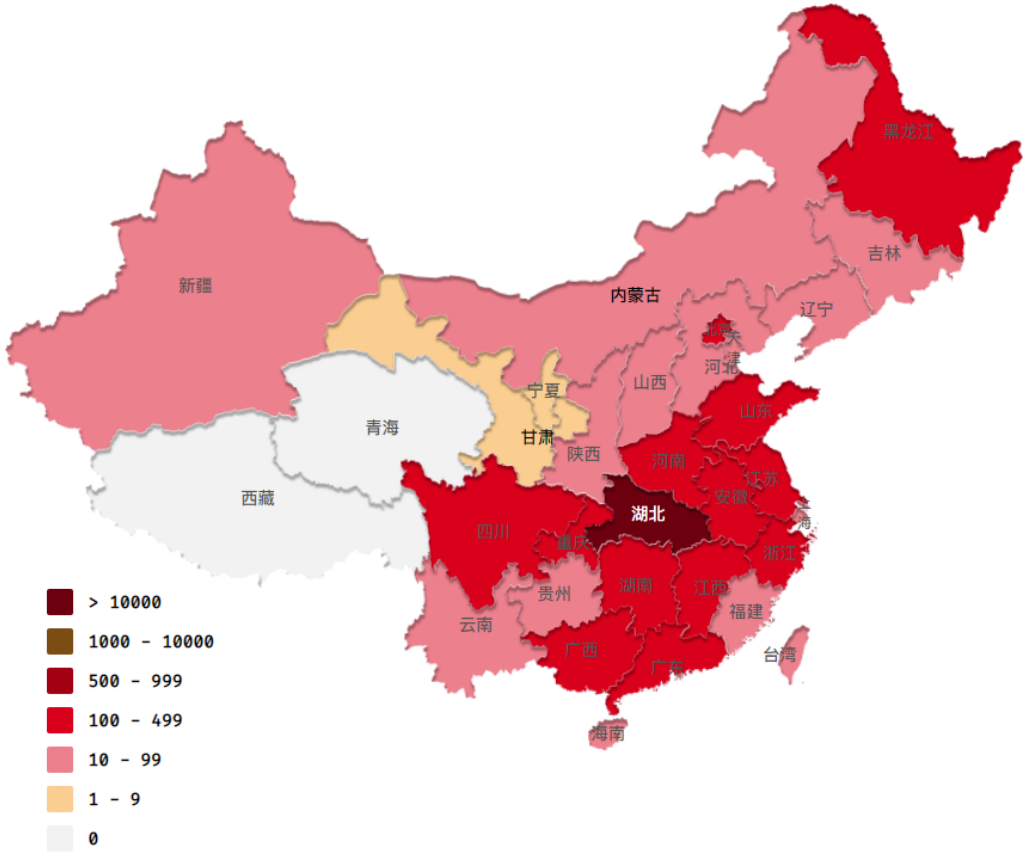 黑龙江
吉林
新疆
内蒙古
辽宁
北京
天津
河北
山西
宁夏
山东
青海
甘肃
陕西
河南
江苏
西藏
安徽
上海
湖北
四川
重庆
浙江
湖南
江西
贵州
福建
云南
广西
台湾
广东
海南
> 10000
1000 - 10000
500 - 999
100 - 499
10 - 99
1 - 9
0